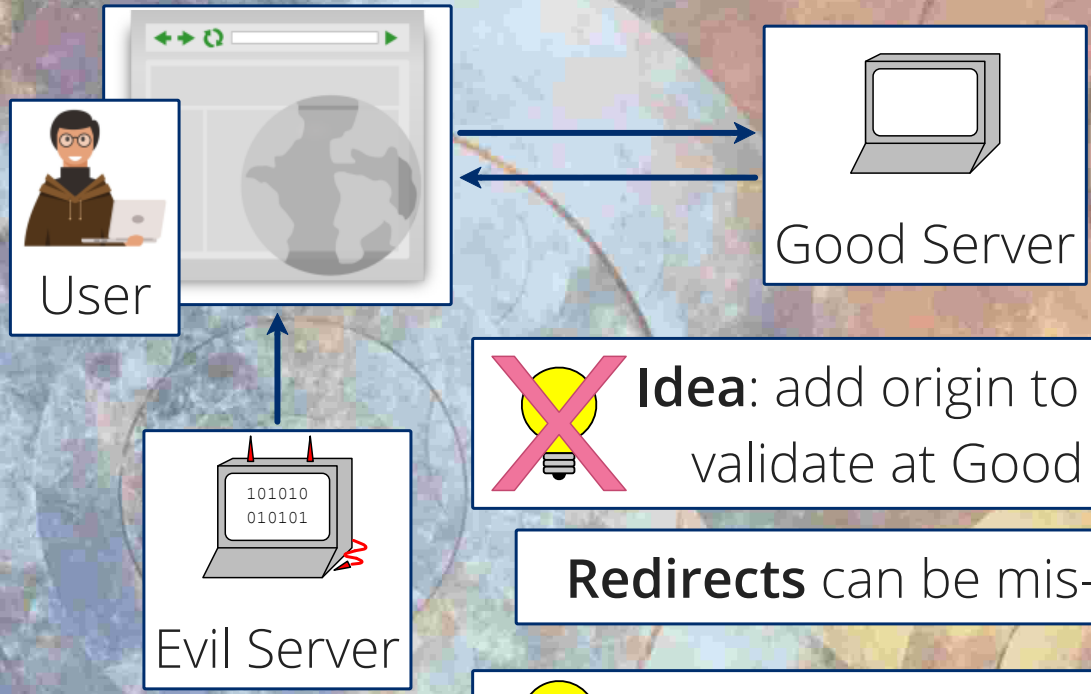 User
Good Server
Idea: add origin to
validate at Good
Redirects can be mis-
101010
010101
Evil Server